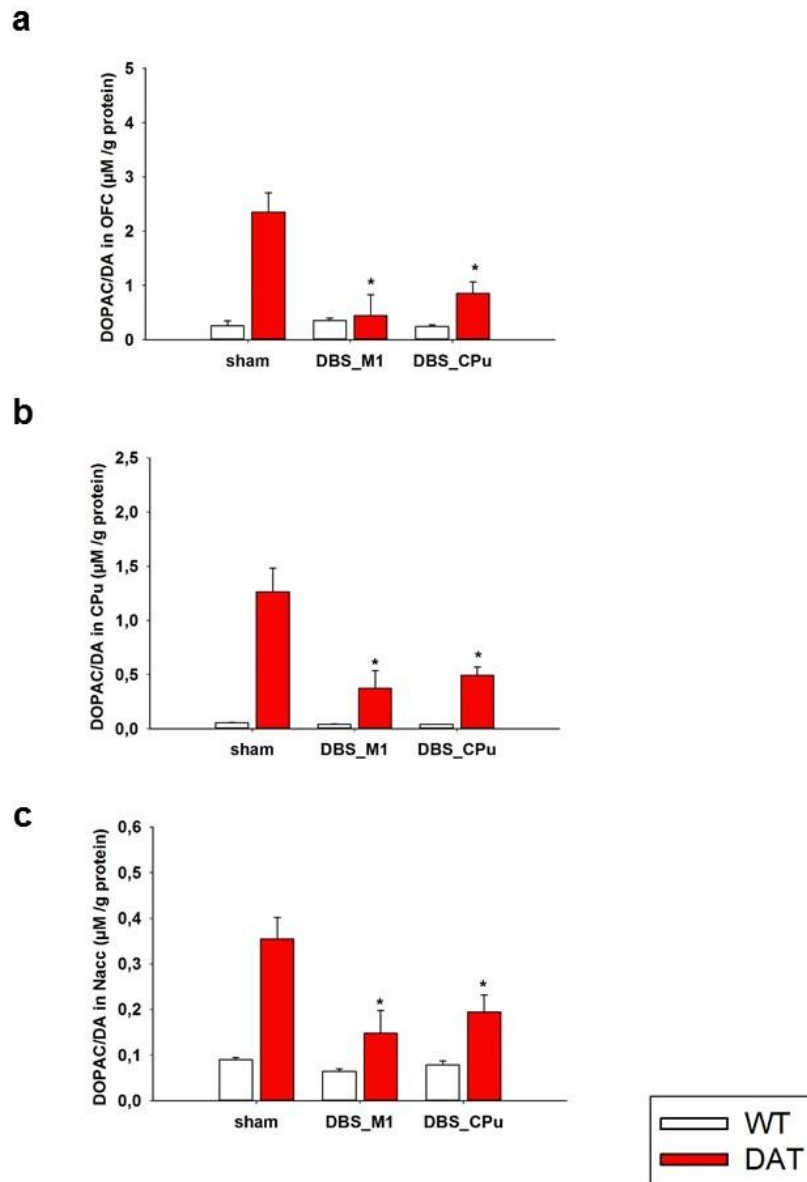 a
DOPAC/DA in OFC (µM /g protein)
5
4
3
2
1
0
*
*
sham DBS_M1 DBS_CPu
b
DOPAC/DA in CPu (µM /g protein)
2,5
2,0
1,5
1,0
0,5
0,0
*
*
sham DBS_M1 DBS_CPu
c
DOPAC/DA in Nacc (µM /g protein)
0,6
0,5
0,4
0,3
0,2
0,1
0,0
*
*
sham DBS_M1 DBS_CPu
WT
DAT